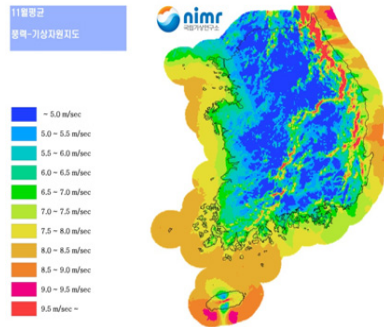 11월평균
풍력-기상자원지도
nimr
국립기상연구소
- 5.0 m/sec
5.0 - 5.5 m/sec
5.5 - 6.0 m/sec
6.0 - 6.5 m/sec
6.5 - 7.0 m/sec
7.0 - 7.5 m/sec
7.5 - 8.0 m/sec
8.0 - 8.5 m/sec
8.5 - 9.0 m/sec
9.0 - 9.5 m/sec
9.5 m/sec -